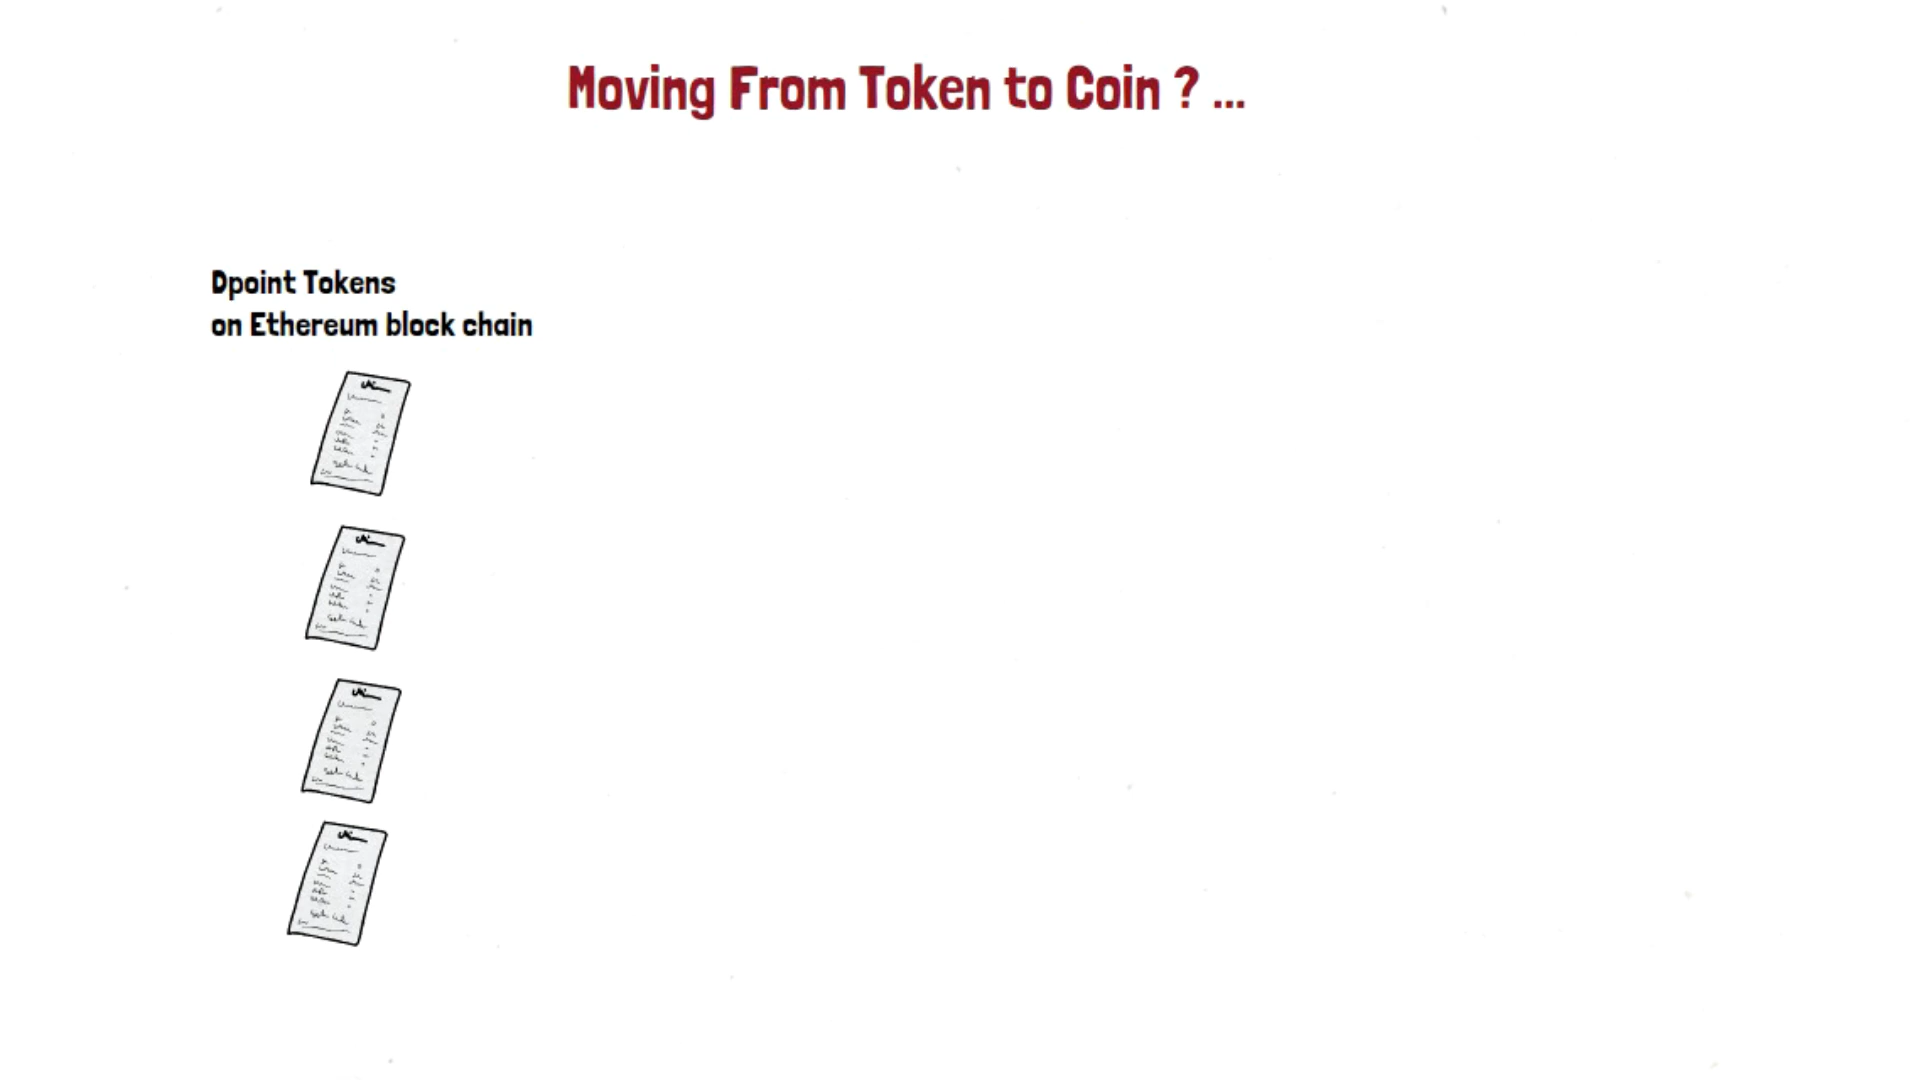 Moving From Token to Coin ? ...
Dpoint Tokens
on Ethereum block chain